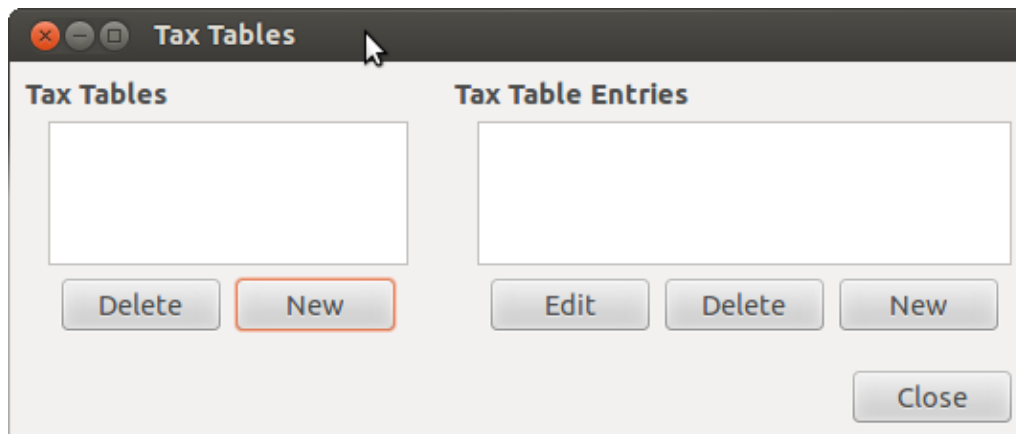 Tax Tables
Tax Tables
Tax Table Entries
Delete New
Edit Delete New
Close